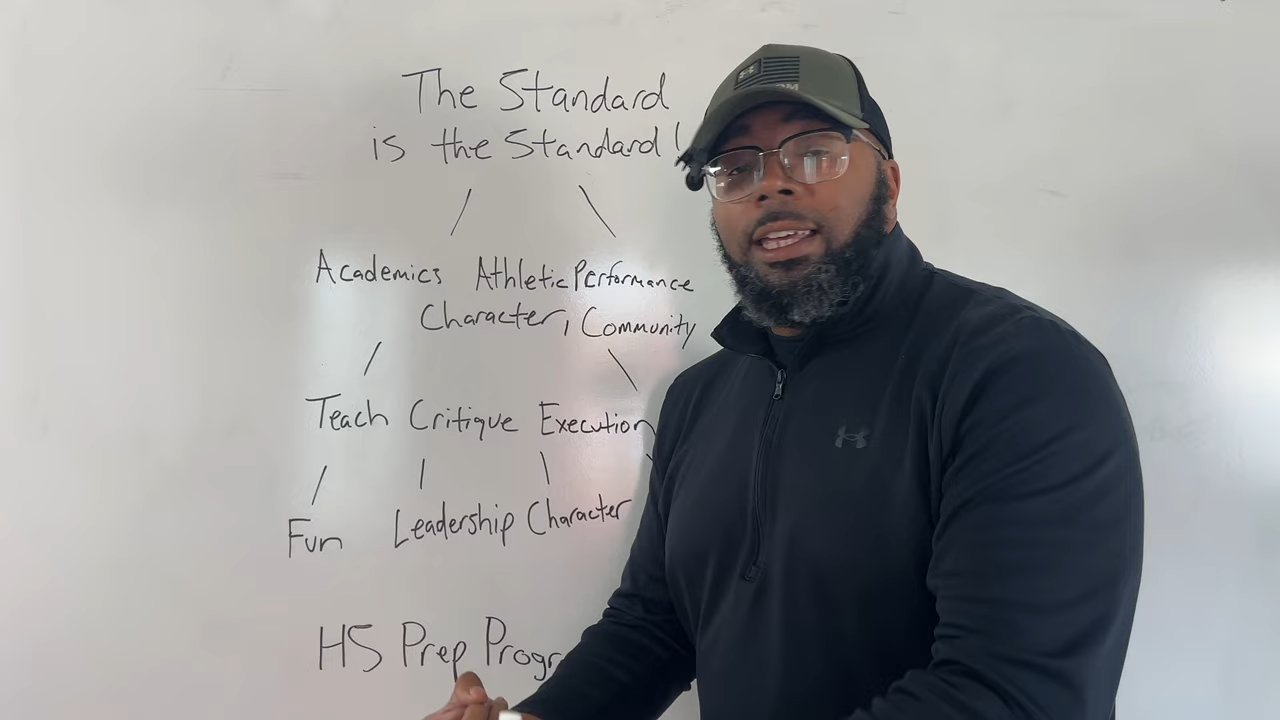 The Standard
is the Standard!
Academics Athletic Performance
Character, Community
Teach Critique Execution
Fun Leadership Character
HS Prep